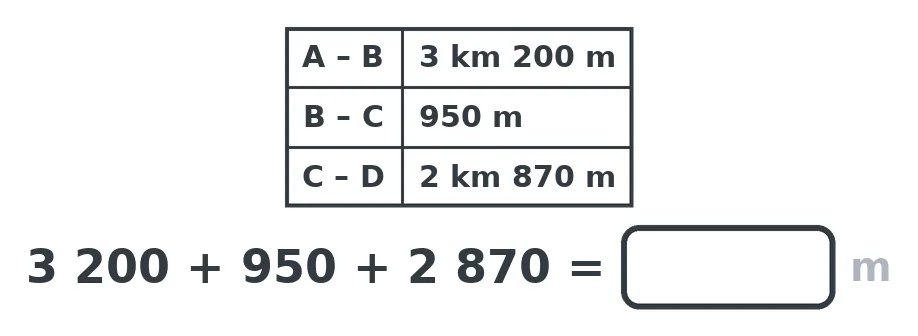 A – B 3 km 200 m
B – C 950 m
C – D 2 km 870 m
3 200 + 950 + 2 870 = m